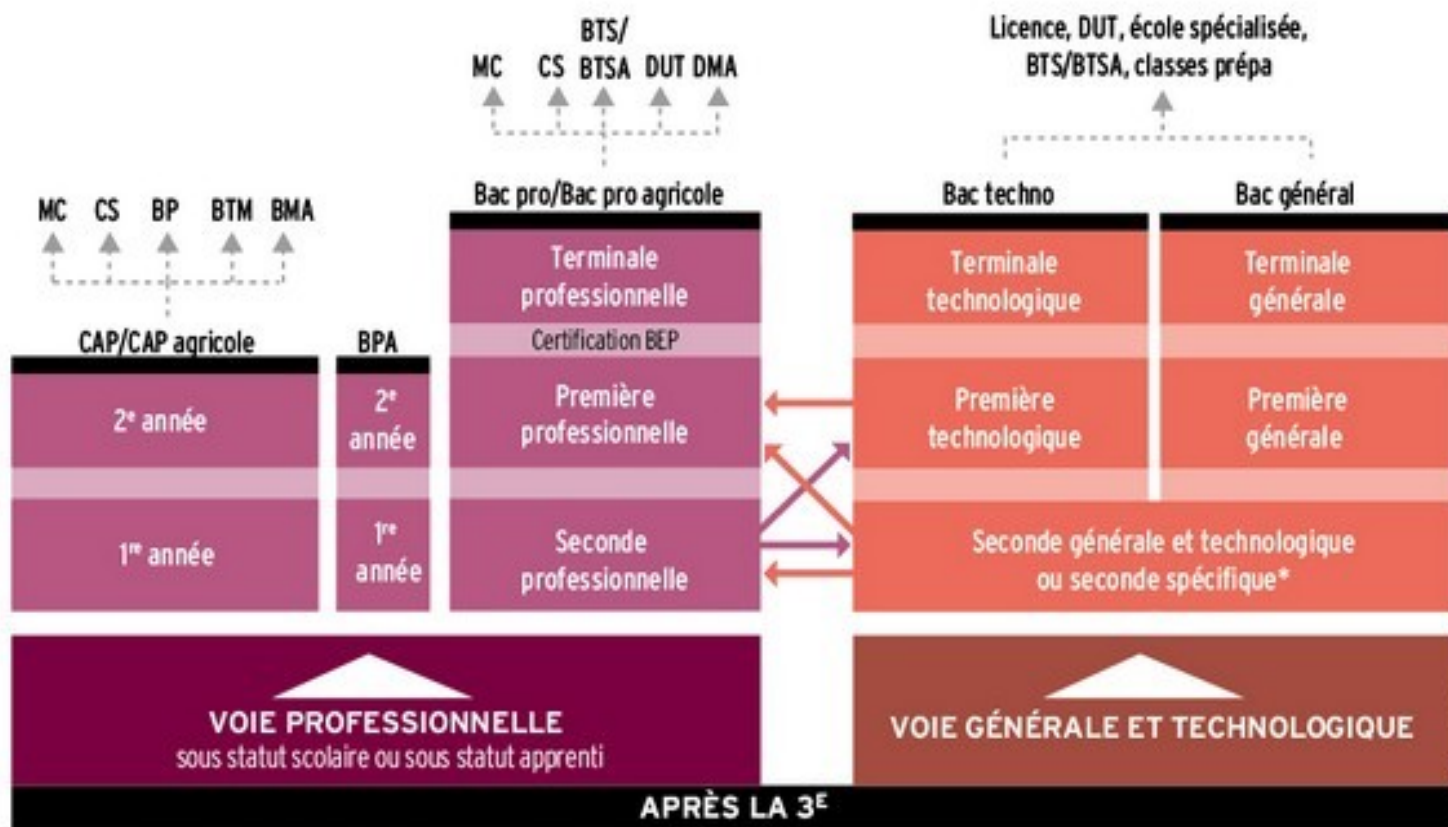 BTS/
MC CS BTSA DUT DMA
Licence, DUT, école spécialisée,
BTS/BTSA, classes prépa
MC CS BP BTM BMA
Bac pro/Bac pro agricole
Bac techno
Bac général
Terminale
professionnelle
Terminale
technologique
Terminale
générale
CAP/CAP agricole
BPA
Certification BEP
2e année
2e
année
Première
professionnelle
Première
technologique
Première
générale
1re année
1re
année
Seconde
professionnelle
Seconde générale et technologique
ou seconde spécifique*
VOIE PROFESSIONNELLE
sous statut scolaire ou sous statut apprenti
VOIE GÉNÉRALE ET TECHNOLOGIQUE
APRÈS LA 3E